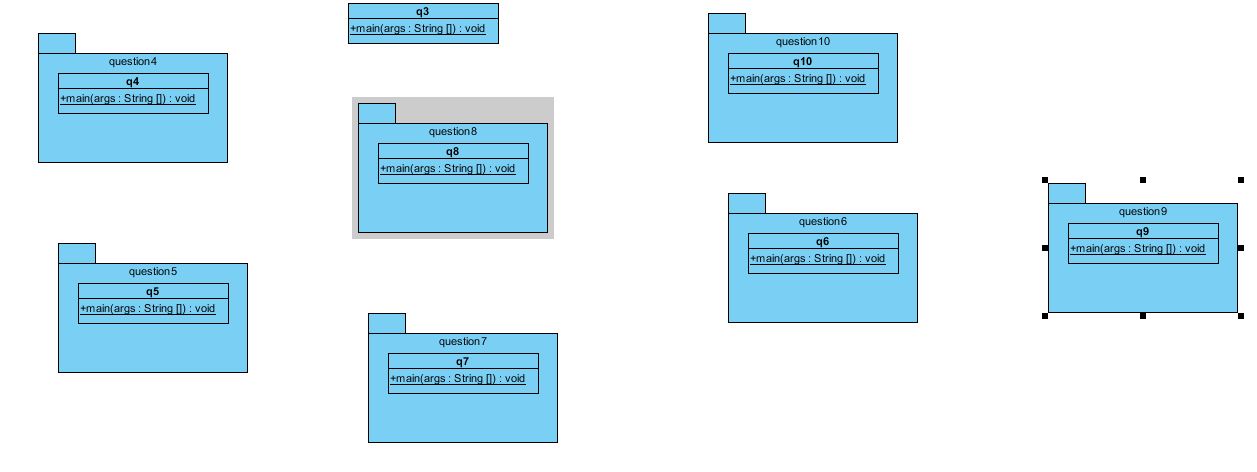 q3
+main(args : String []) : void
question4
q4
+main(args : String []) : void
question10
q10
+main(args : String []) : void
question8
q8
+main(args : String []) : void
question6
q6
+main(args : String []) : void
question9
q9
+main(args : String []) : void
question5
q5
+main(args : String []) : void
question7
q7
+main(args : String []) : void